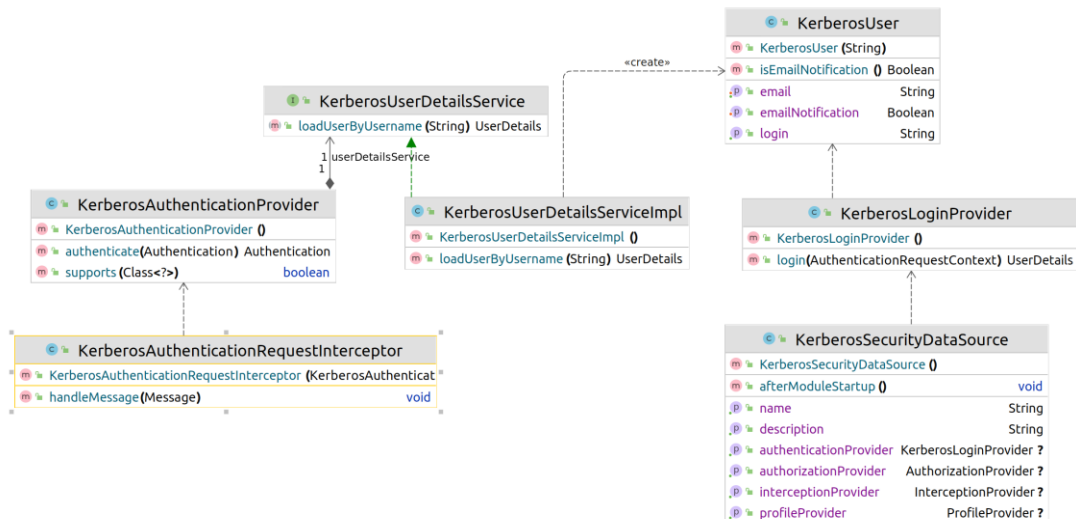 KerberosUser
KerberosUser (String)
isEmailNotification () Boolean
email String
emailNotification Boolean
login String
«create»
KerberosUserDetailsService
loadUserByUsername (String) UserDetails
1 userDetailsService
1
KerberosAuthenticationProvider
KerberosAuthenticationProvider ()
authenticate(Authentication) Authentication
supports (Class<?>) boolean
KerberosUserDetailsServiceImpl
KerberosUserDetailsServiceImpl ()
loadUserByUsername (String) UserDetails
KerberosLoginProvider
KerberosLoginProvider ()
login(AuthenticationRequestContext) UserDetails
KerberosAuthenticationRequestInterceptor
KerberosAuthenticationRequestInterceptor (KerberosAuthenticat
handleMessage(Message) void
KerberosSecurityDataSource
KerberosSecurityDataSource ()
afterModuleStartup () void
name String
description String
authenticationProvider KerberosLoginProvider ?
authorizationProvider AuthorizationProvider ?
interceptionProvider InterceptionProvider ?
profileProvider ProfileProvider ?